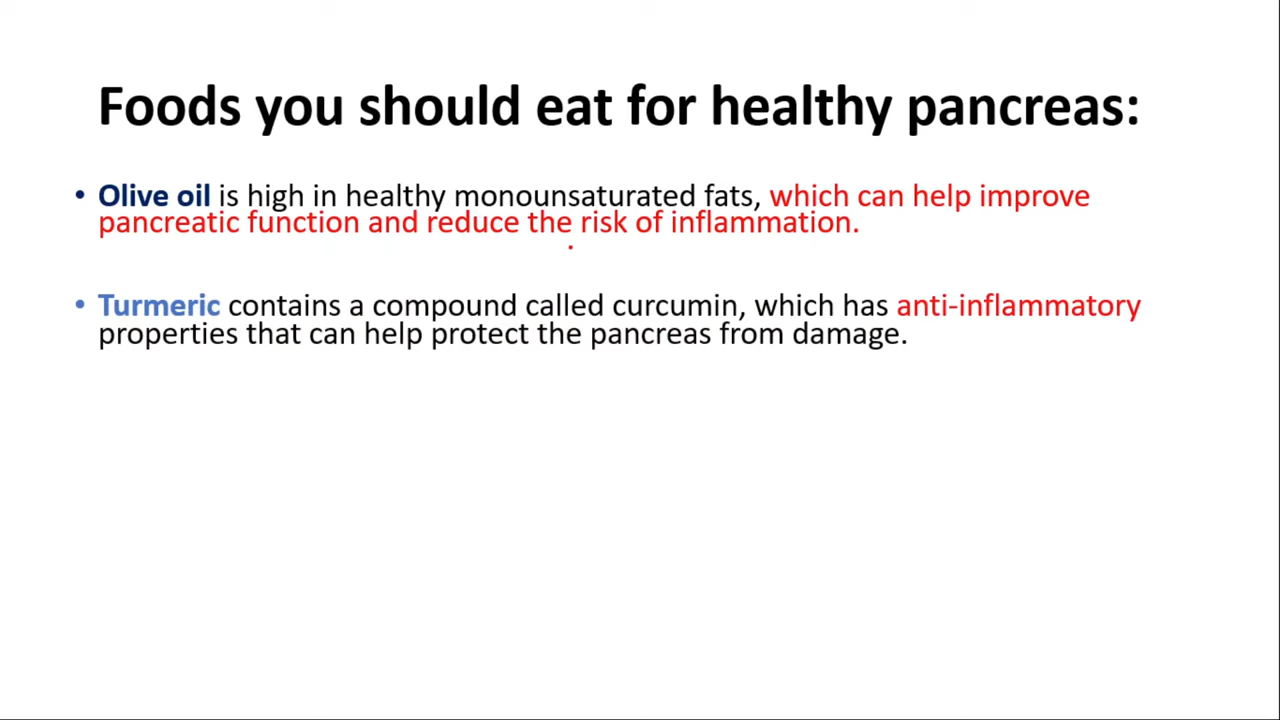 Foods you should eat for healthy pancreas:
• Olive oil is high in healthy monounsaturated fats, which can help improve
pancreatic function and reduce the risk of inflammation.
• Turmeric contains a compound called curcumin, which has anti-inflammatory
properties that can help protect the pancreas from damage.